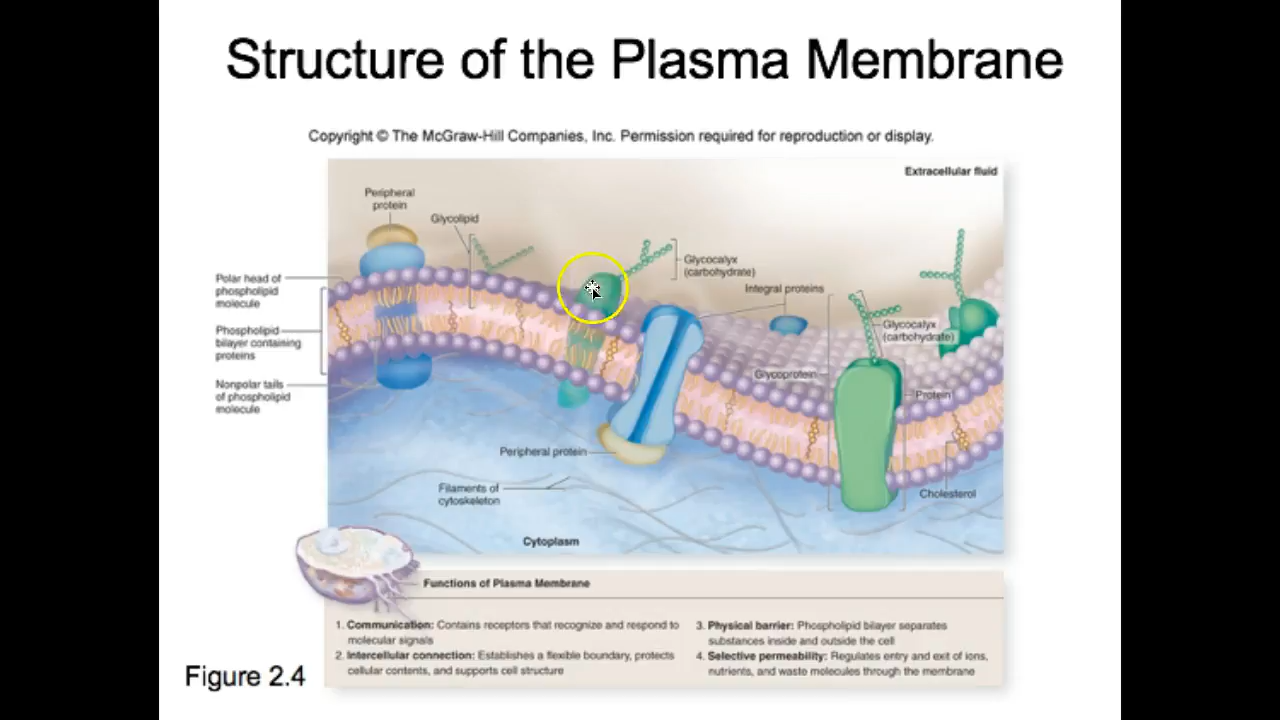 Structure of the Plasma Membrane
Copyright © The McGraw-Hill Companies, Inc. Permission required for reproduction or display.
Extracellular fluid
Peripheral
protein
Glycolipid
Glycocalyx
(carbohydrate)
Polar head of
phospholipid
molecule
Integral proteins
Phospholipid
bilayer containing
proteins
Glycocalyx
(carbohydrate)
Nonpolar tails
of phospholipid
molecule
Glycoprotein
Protein
Peripheral protein
Filaments of
cytoskeleton
Cholesterol
Cytoplasm
Functions of Plasma Membrane
1. Communication: Contains receptors that recognize and respond to
molecular signals
2. Intercellular connection: Establishes a flexible boundary, protects
cellular contents, and supports cell structure
3. Physical barrier: Phospholipid bilayer separates
substances inside and outside the cell
4. Selective permeability: Regulates entry and exit of ions,
nutrients, and waste molecules through the membrane
Figure 2.4